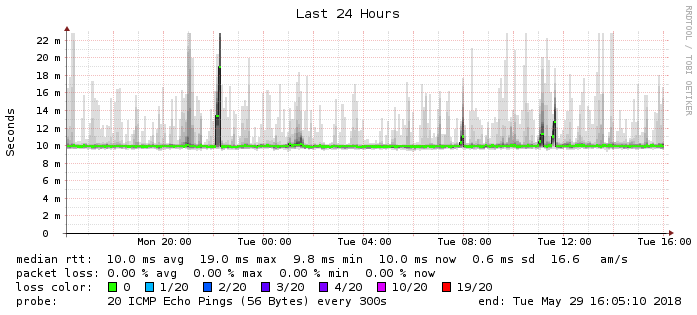 Last 24 Hours
RRDTOOL / TOBI OETIKER
Seconds
22 m
20 m
18 m
16 m
14 m
12 m
10 m
8 m
6 m
4 m
2 m
0
Mon 20:00 Tue 00:00 Tue 04:00 Tue 08:00 Tue 12:00 Tue 16:00
median rtt: 10.0 ms avg 19.0 ms max 9.8 ms min 10.0 ms now 0.6 ms sd 16.6 am/s
packet loss: 0.00 % avg 0.00 % max 0.00 % min 0.00 % now
loss color: 0 1/20 2/20 3/20 4/20 10/20 19/20
probe: 20 ICMP Echo Pings (56 Bytes) every 300s end: Tue May 29 16:05:10 2018